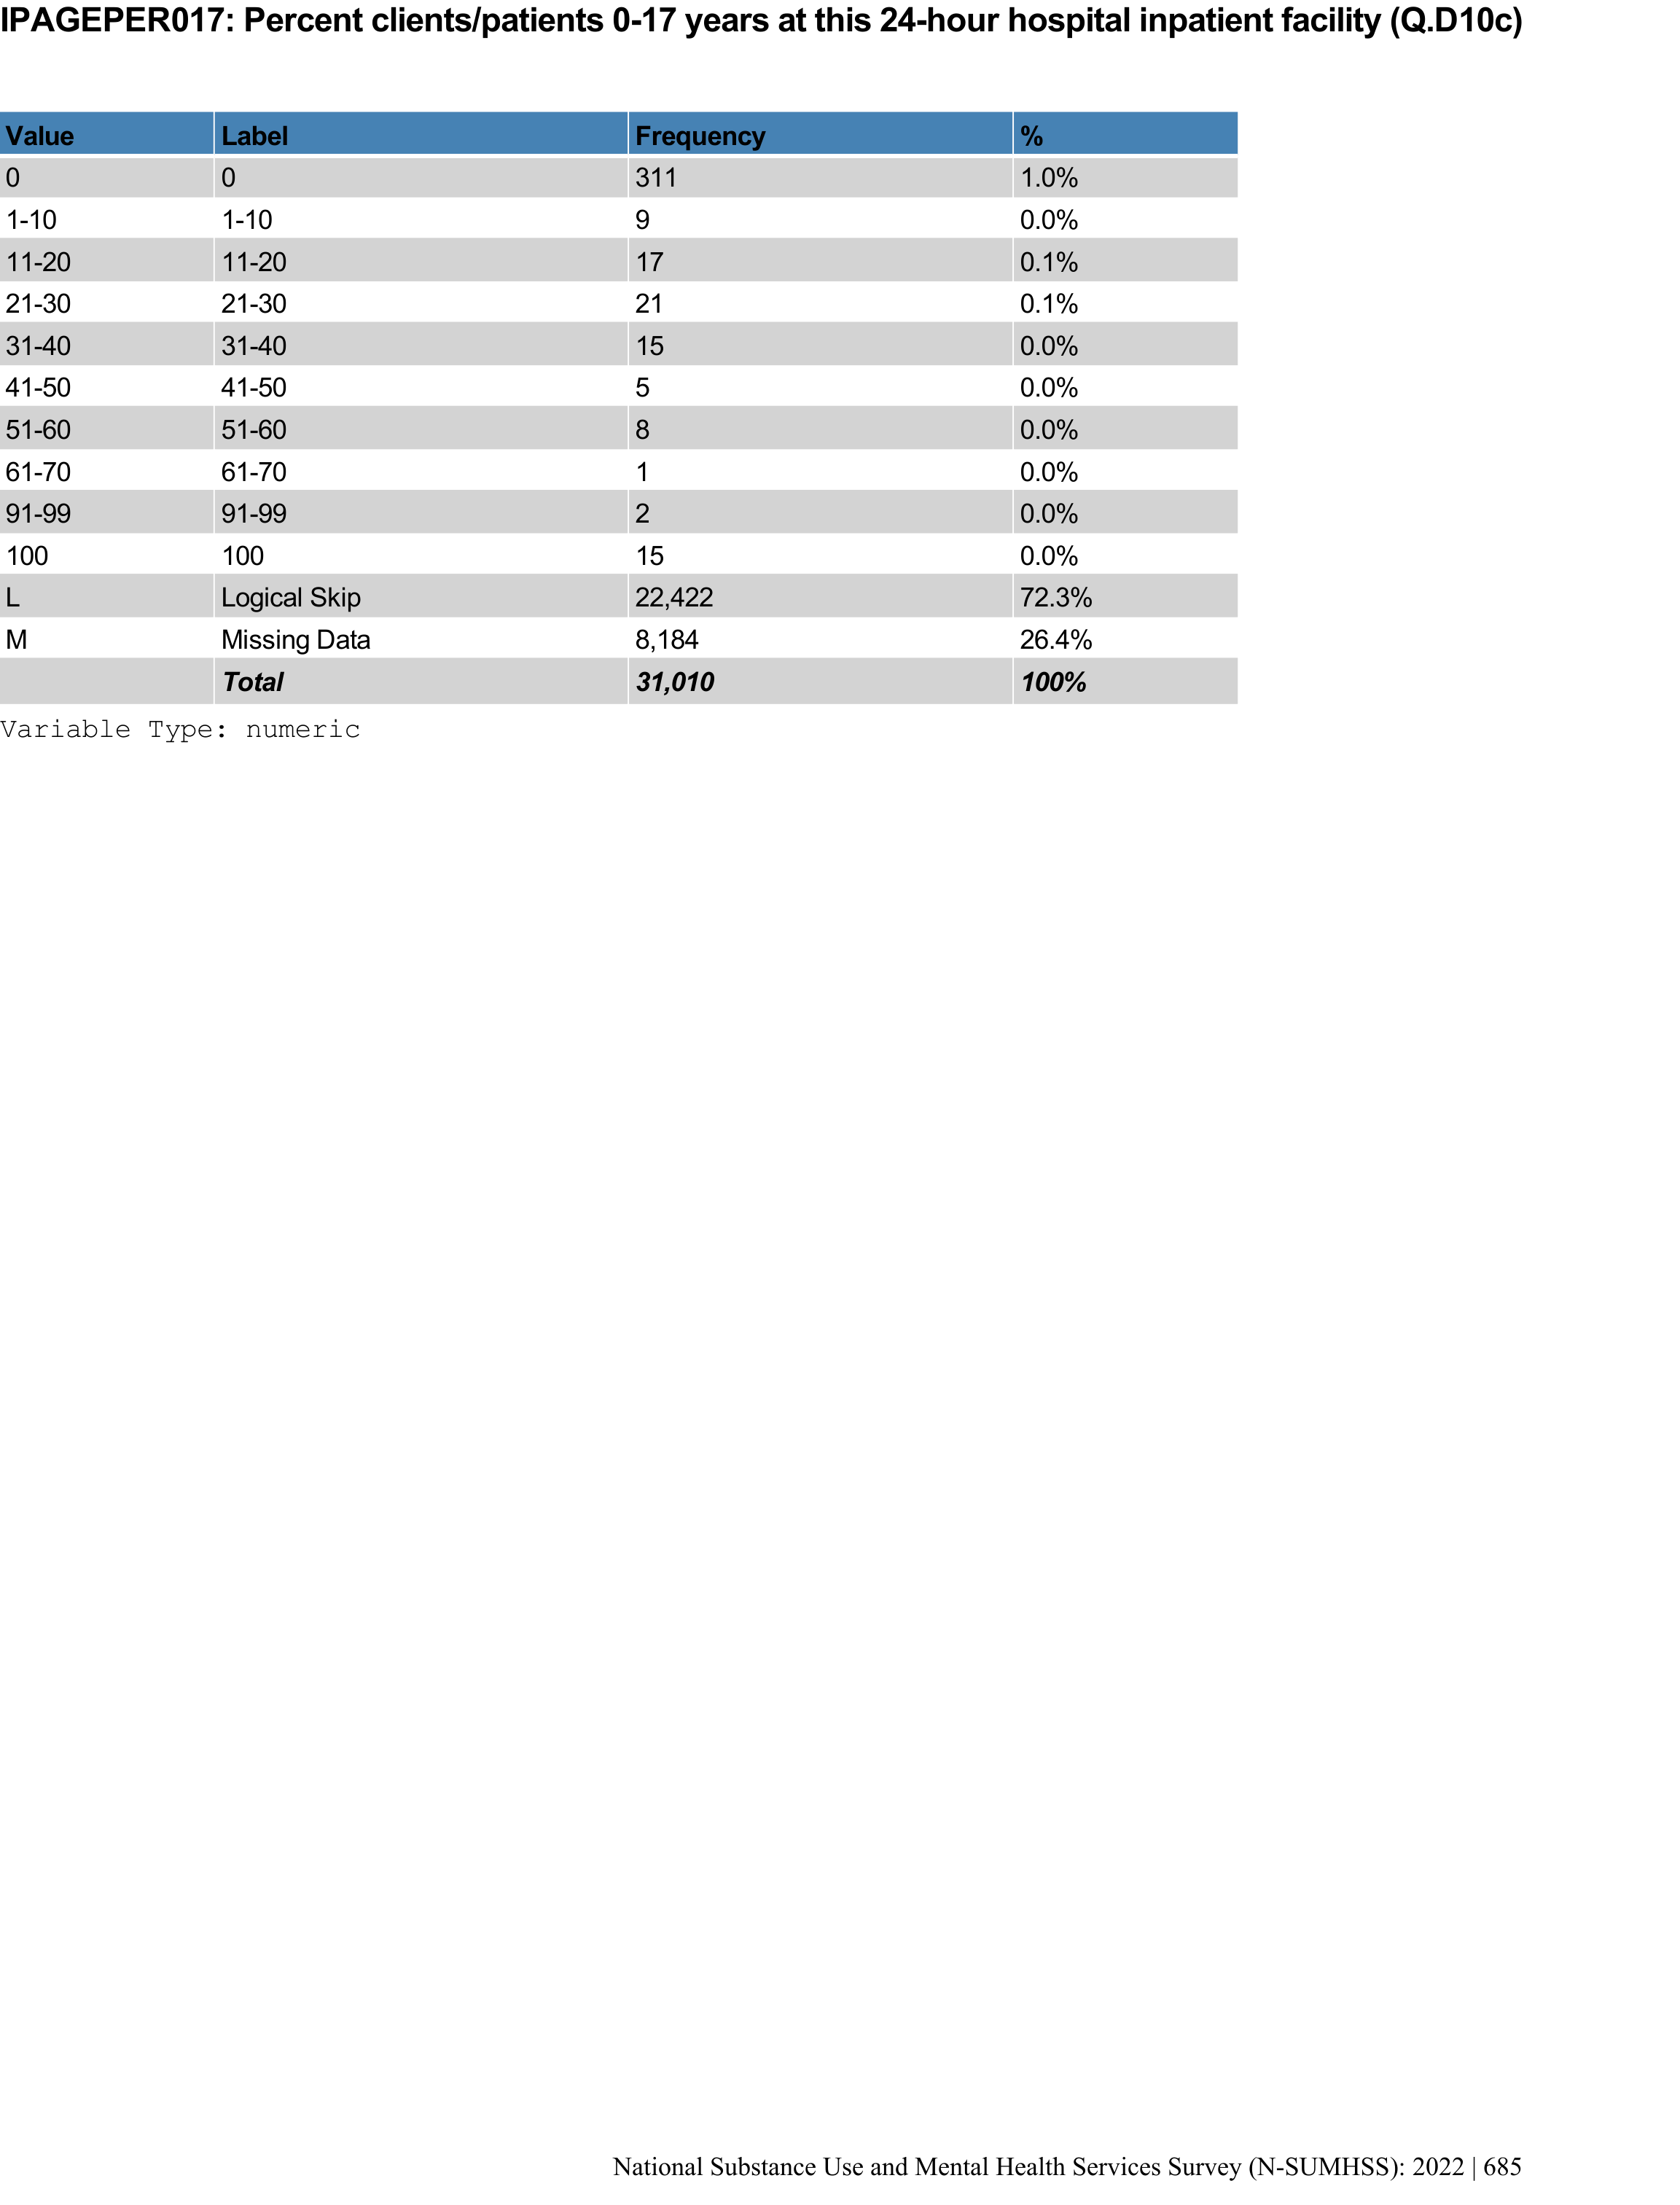 IPAGEPER017: Percent clients/patients 0-17 years at this 24-hour hospital inpatient facility (Q.D10c)
Value Label Frequency %
0 0 311 1.0%
1-10 1-10 9 0.0%
11-20 11-20 17 0.1%
21-30 21-30 21 0.1%
31-40 31-40 15 0.0%
41-50 41-50 5 0.0%
51-60 51-60 8 0.0%
61-70 61-70 1 0.0%
91-99 91-99 2 0.0%
100 100 15 0.0%
L Logical Skip 22,422 72.3%
M Missing Data 8,184 26.4%
Total 31,010 100%
Variable Type: numeric
National Substance Use and Mental Health Services Survey (N-SUMHSS): 2022 | 685